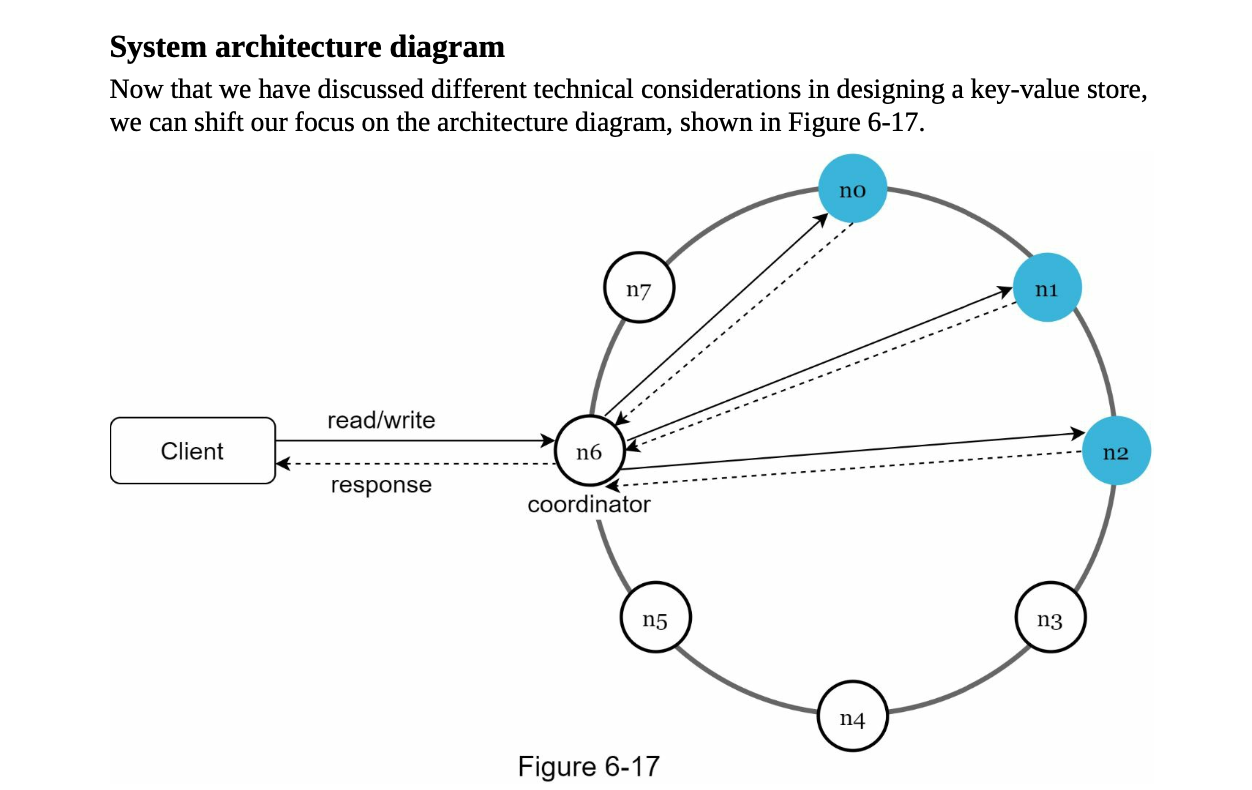 System architecture diagram
Now that we have discussed different technical considerations in designing a key-value store,
we can shift our focus on the architecture diagram, shown in Figure 6-17.
n0
n7
n1
read/write
Client
n6
n2
response
coordinator
n5
n3
n4
Figure 6-17